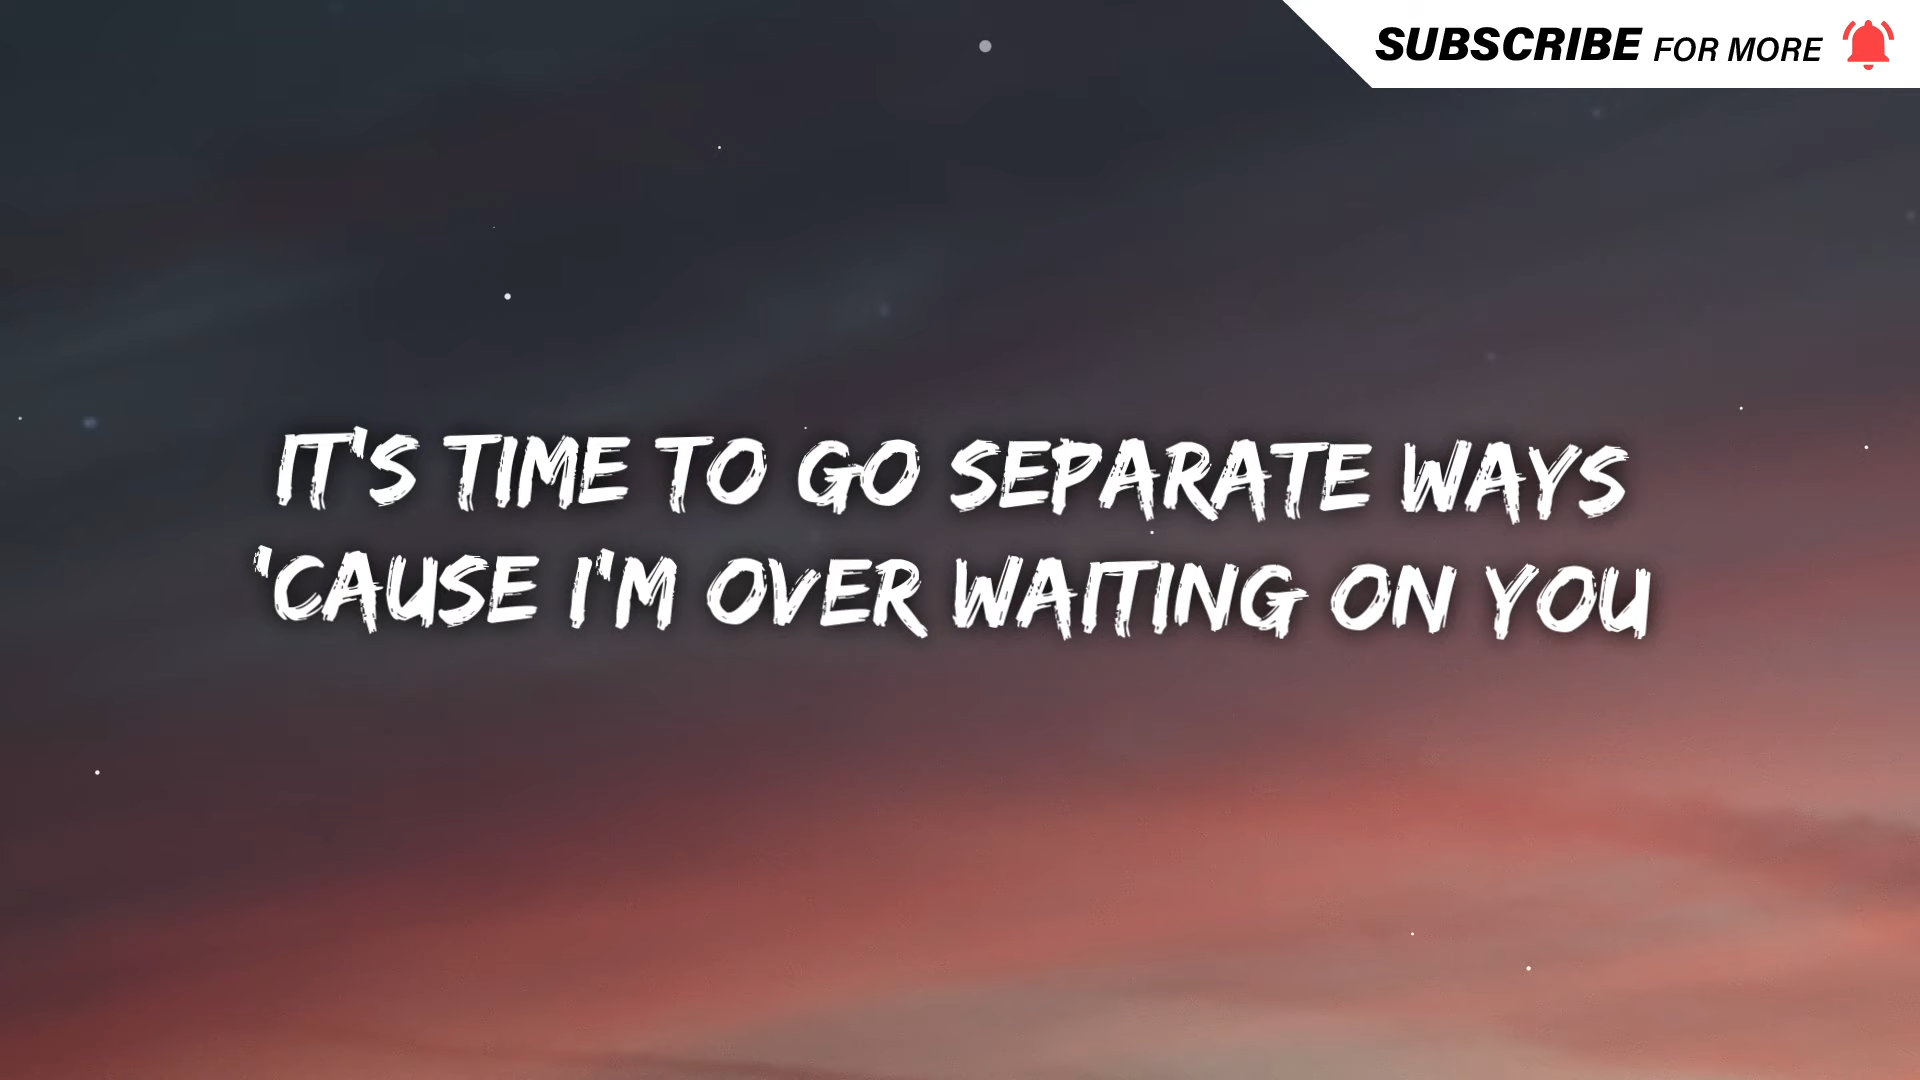 SUBSCRIBE FOR MORE
IT'S TIME TO GO SEPARATE WAYS
'CAUSE I'M OVER WAITING ON YOU